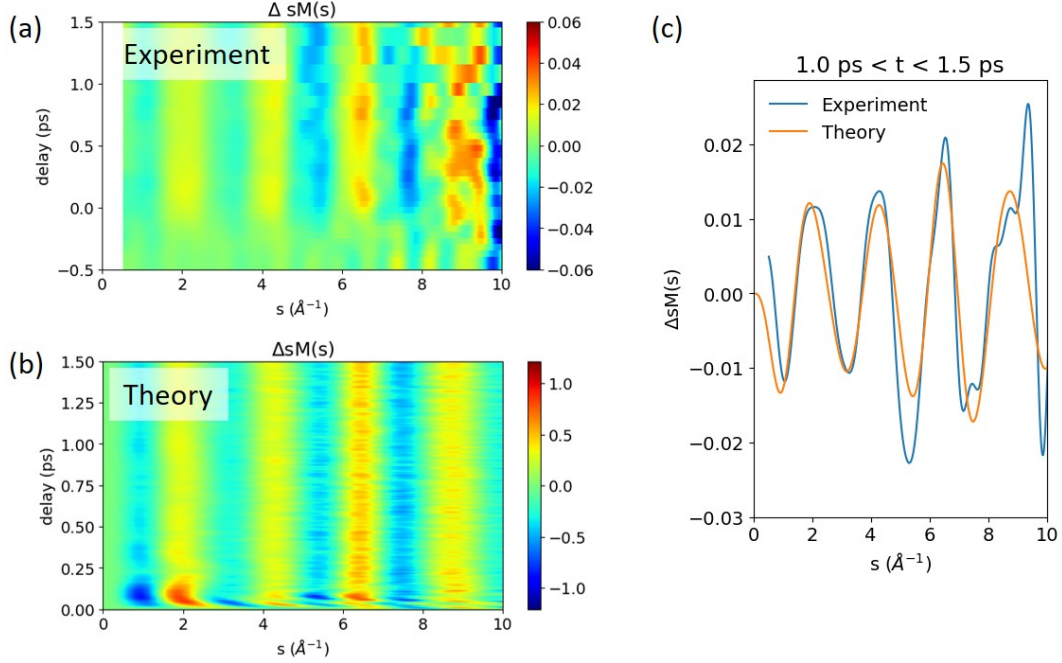 (a)
Δ sM(s)
Experiment
1.5
1.0
0.5
0.0
−0.5
delay (ps)
0 2 4 6 8 10
s (Å⁻¹)
0.06
0.04
0.02
0.00
−0.02
−0.04
−0.06
(b)
ΔsM(s)
Theory
1.50
1.25
1.00
0.75
0.50
0.25
0.00
delay (ps)
0 2 4 6 8 10
s (Å⁻¹)
1.0
0.5
0.0
−0.5
−1.0
(c)
1.0 ps < t < 1.5 ps
Experiment
Theory
0.02
0.01
0.00
−0.01
−0.02
−0.03
ΔsM(s)
0 2 4 6 8 10
s (Å⁻¹)